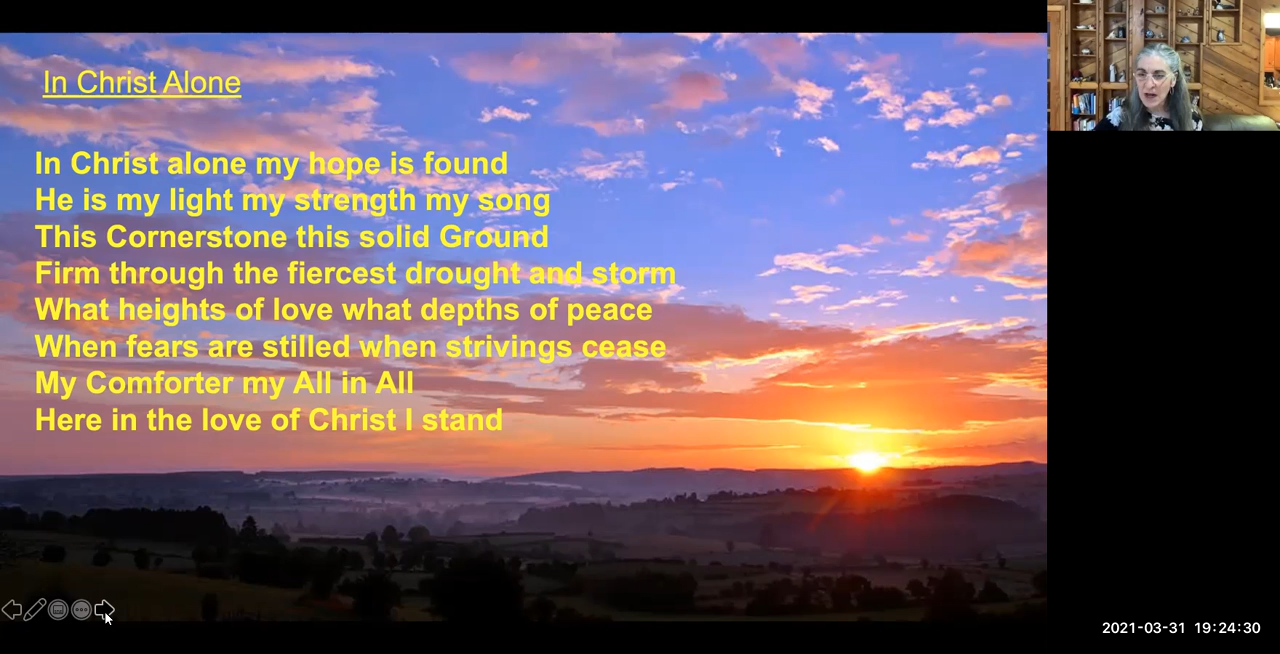 In Christ Alone
In Christ alone my hope is found
He is my light my strength my song
This Cornerstone this solid Ground
Firm through the fiercest drought and storm
What heights of love what depths of peace
When fears are stilled when strivings cease
My Comforter my All in All
Here in the love of Christ I stand
2021-03-31 19:24:30